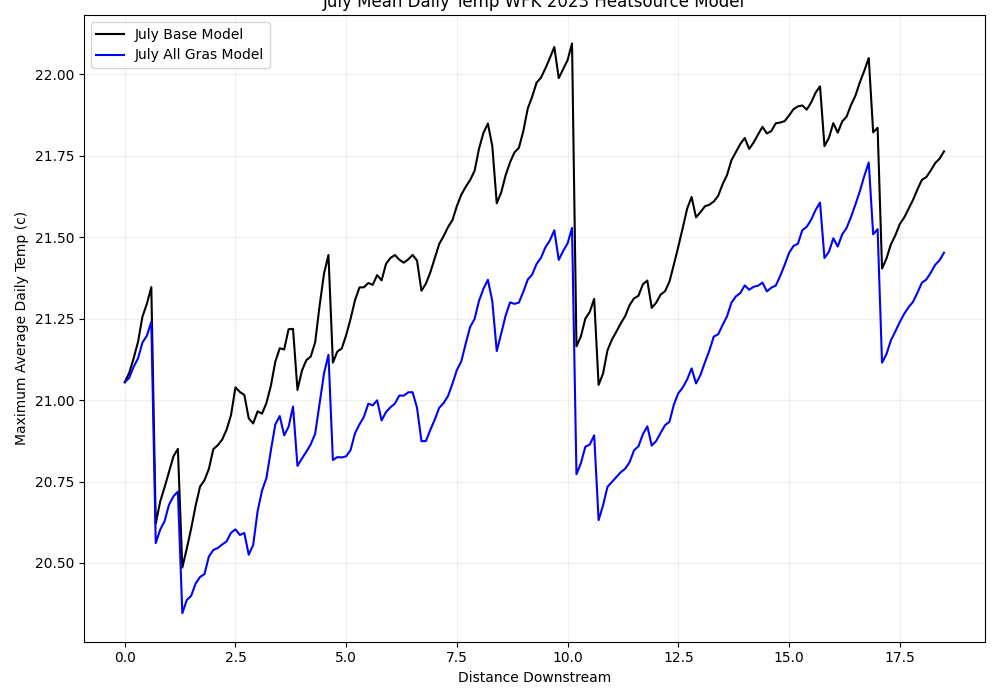 July Mean Daily Temp WFK 2023 Heatsource Model
July Base Model
July All Gras Model
Maximum Average Daily Temp (c)
22.00
21.75
21.50
21.25
21.00
20.75
20.50
0.0 2.5 5.0 7.5 10.0 12.5 15.0 17.5
Distance Downstream